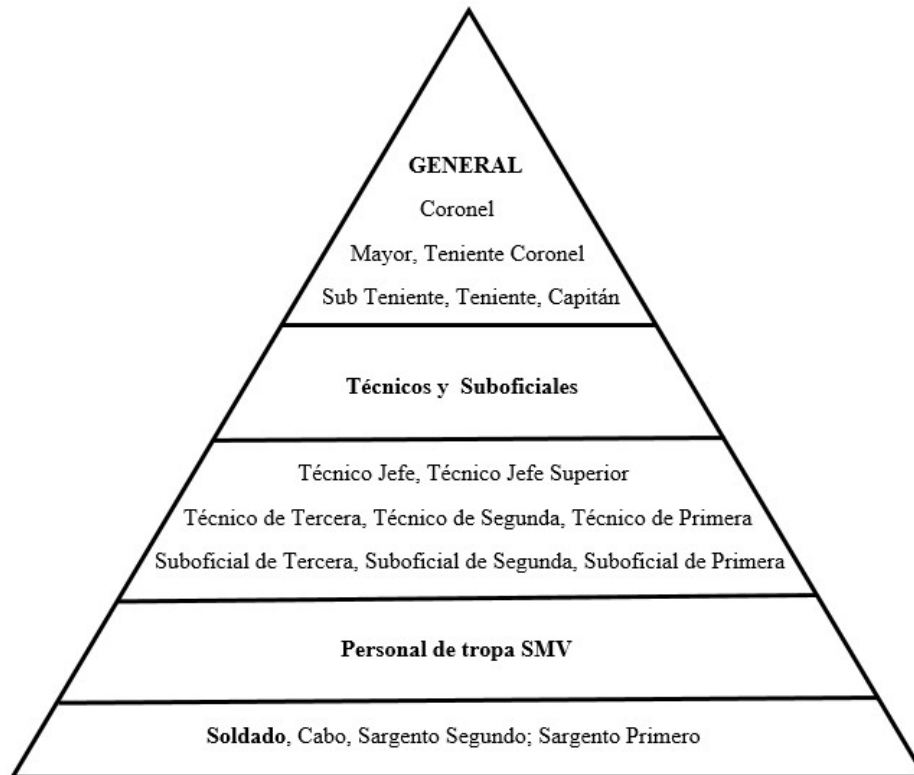 GENERAL
Coronel
Mayor, Teniente Coronel
Sub Teniente, Teniente, Capitán
Técnicos y Suboficiales
Técnico Jefe, Técnico Jefe Superior
Técnico de Tercera, Técnico de Segunda, Técnico de Primera
Suboficial de Tercera, Suboficial de Segunda, Suboficial de Primera
Personal de tropa SMV
Soldado, Cabo, Sargento Segundo; Sargento Primero